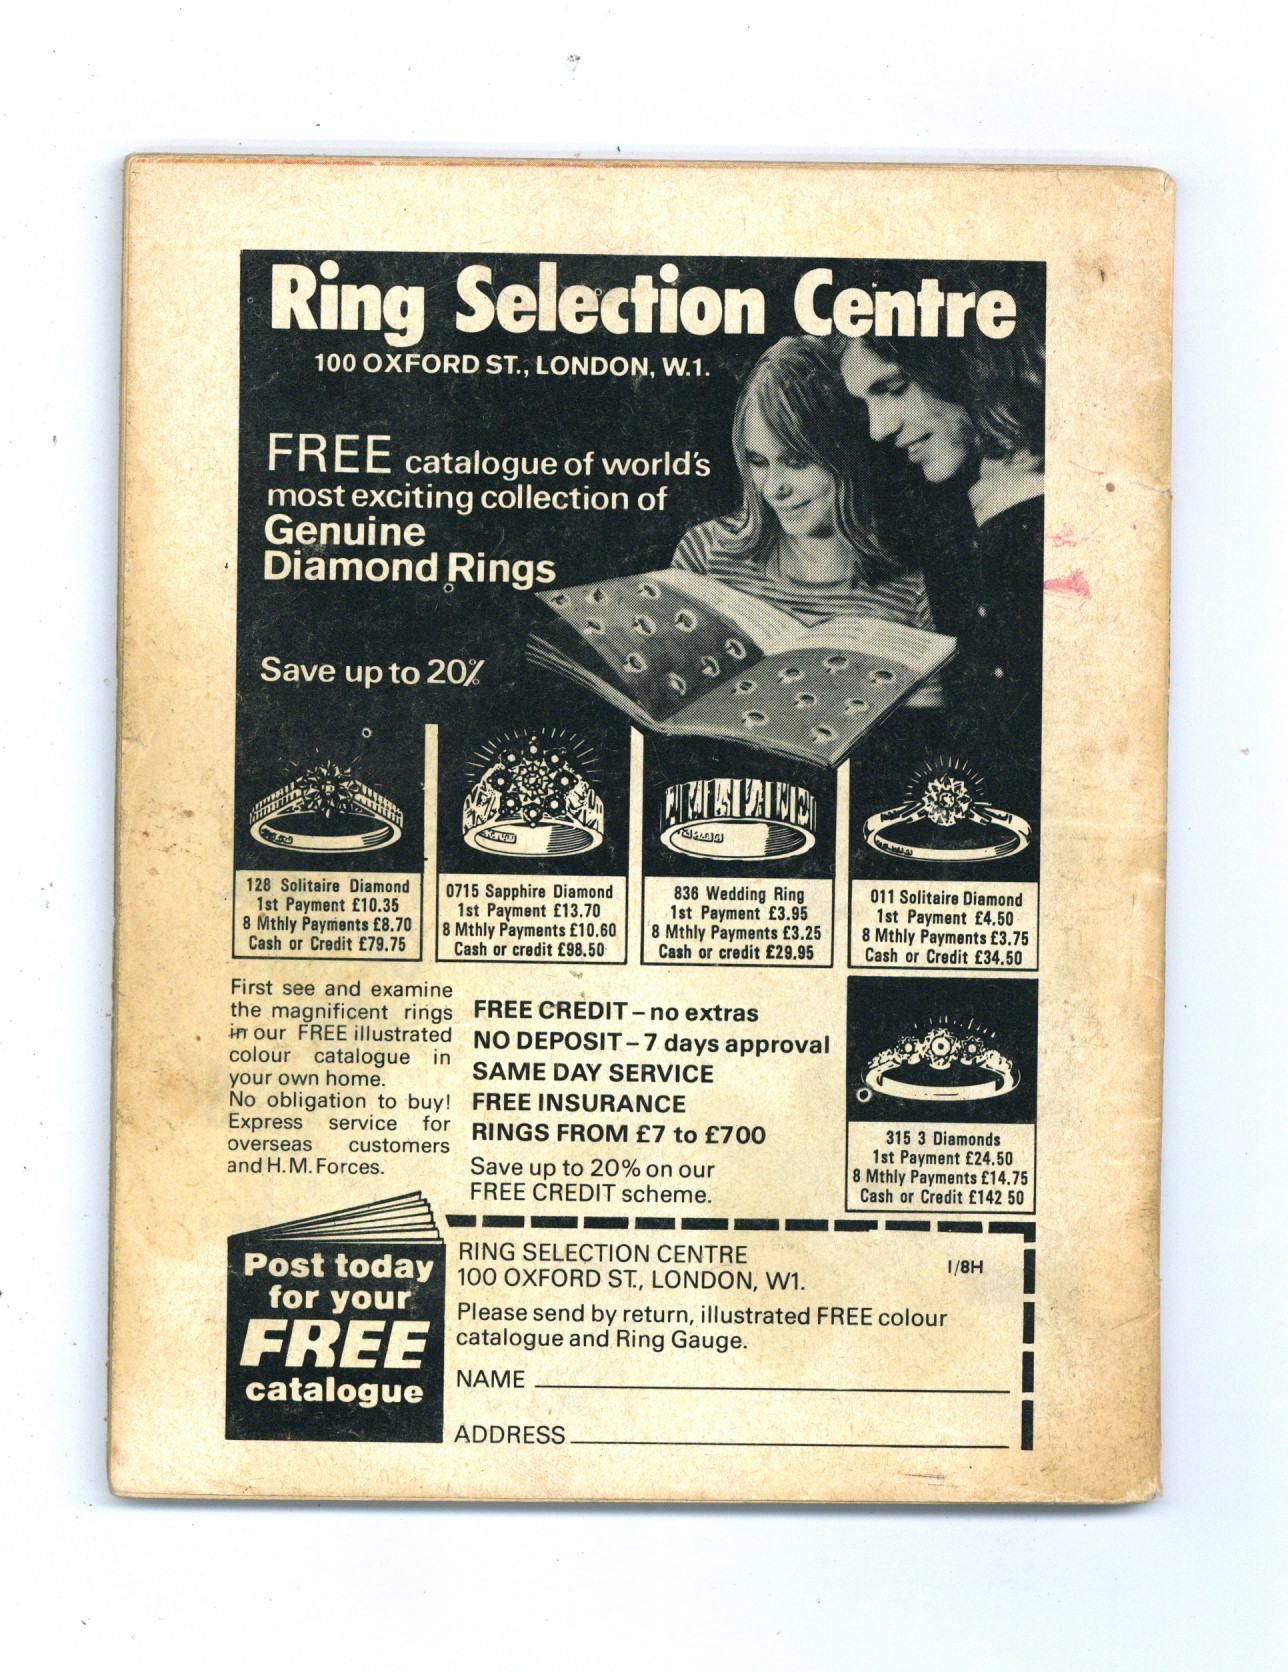 Ring Selection Centre
100 OXFORD ST., LONDON, W.1.
FREE catalogue of world's
most exciting collection of
Genuine
Diamond Rings
Save up to 20%
128 Solitaire Diamond
1st Payment £10.35
8 Mthly Payments £8.70
Cash or Credit £79.75
0715 Sapphire Diamond
1st Payment £13.70
8 Mthly Payments £10.60
Cash or credit £98.50
836 Wedding Ring
1st Payment £3.95
8 Mthly Payments £3.25
Cash or credit £29.95
011 Solitaire Diamond
1st Payment £4.50
8 Mthly Payments £3.75
Cash or Credit £34.50
First see and examine
the magnificent rings
in our FREE illustrated
colour catalogue in
your own home.
No obligation to buy!
Express service for
overseas customers
and H.M. Forces.
FREE CREDIT – no extras
NO DEPOSIT – 7 days approval
SAME DAY SERVICE
FREE INSURANCE
RINGS FROM £7 to £700
Save up to 20% on our
FREE CREDIT scheme.
315 3 Diamonds
1st Payment £24.50
8 Mthly Payments £14.75
Cash or Credit £142 50
Post today
for your
FREE
catalogue
RING SELECTION CENTRE
100 OXFORD ST., LONDON, W1.
I/8H
Please send by return, illustrated FREE colour
catalogue and Ring Gauge.
NAME
ADDRESS